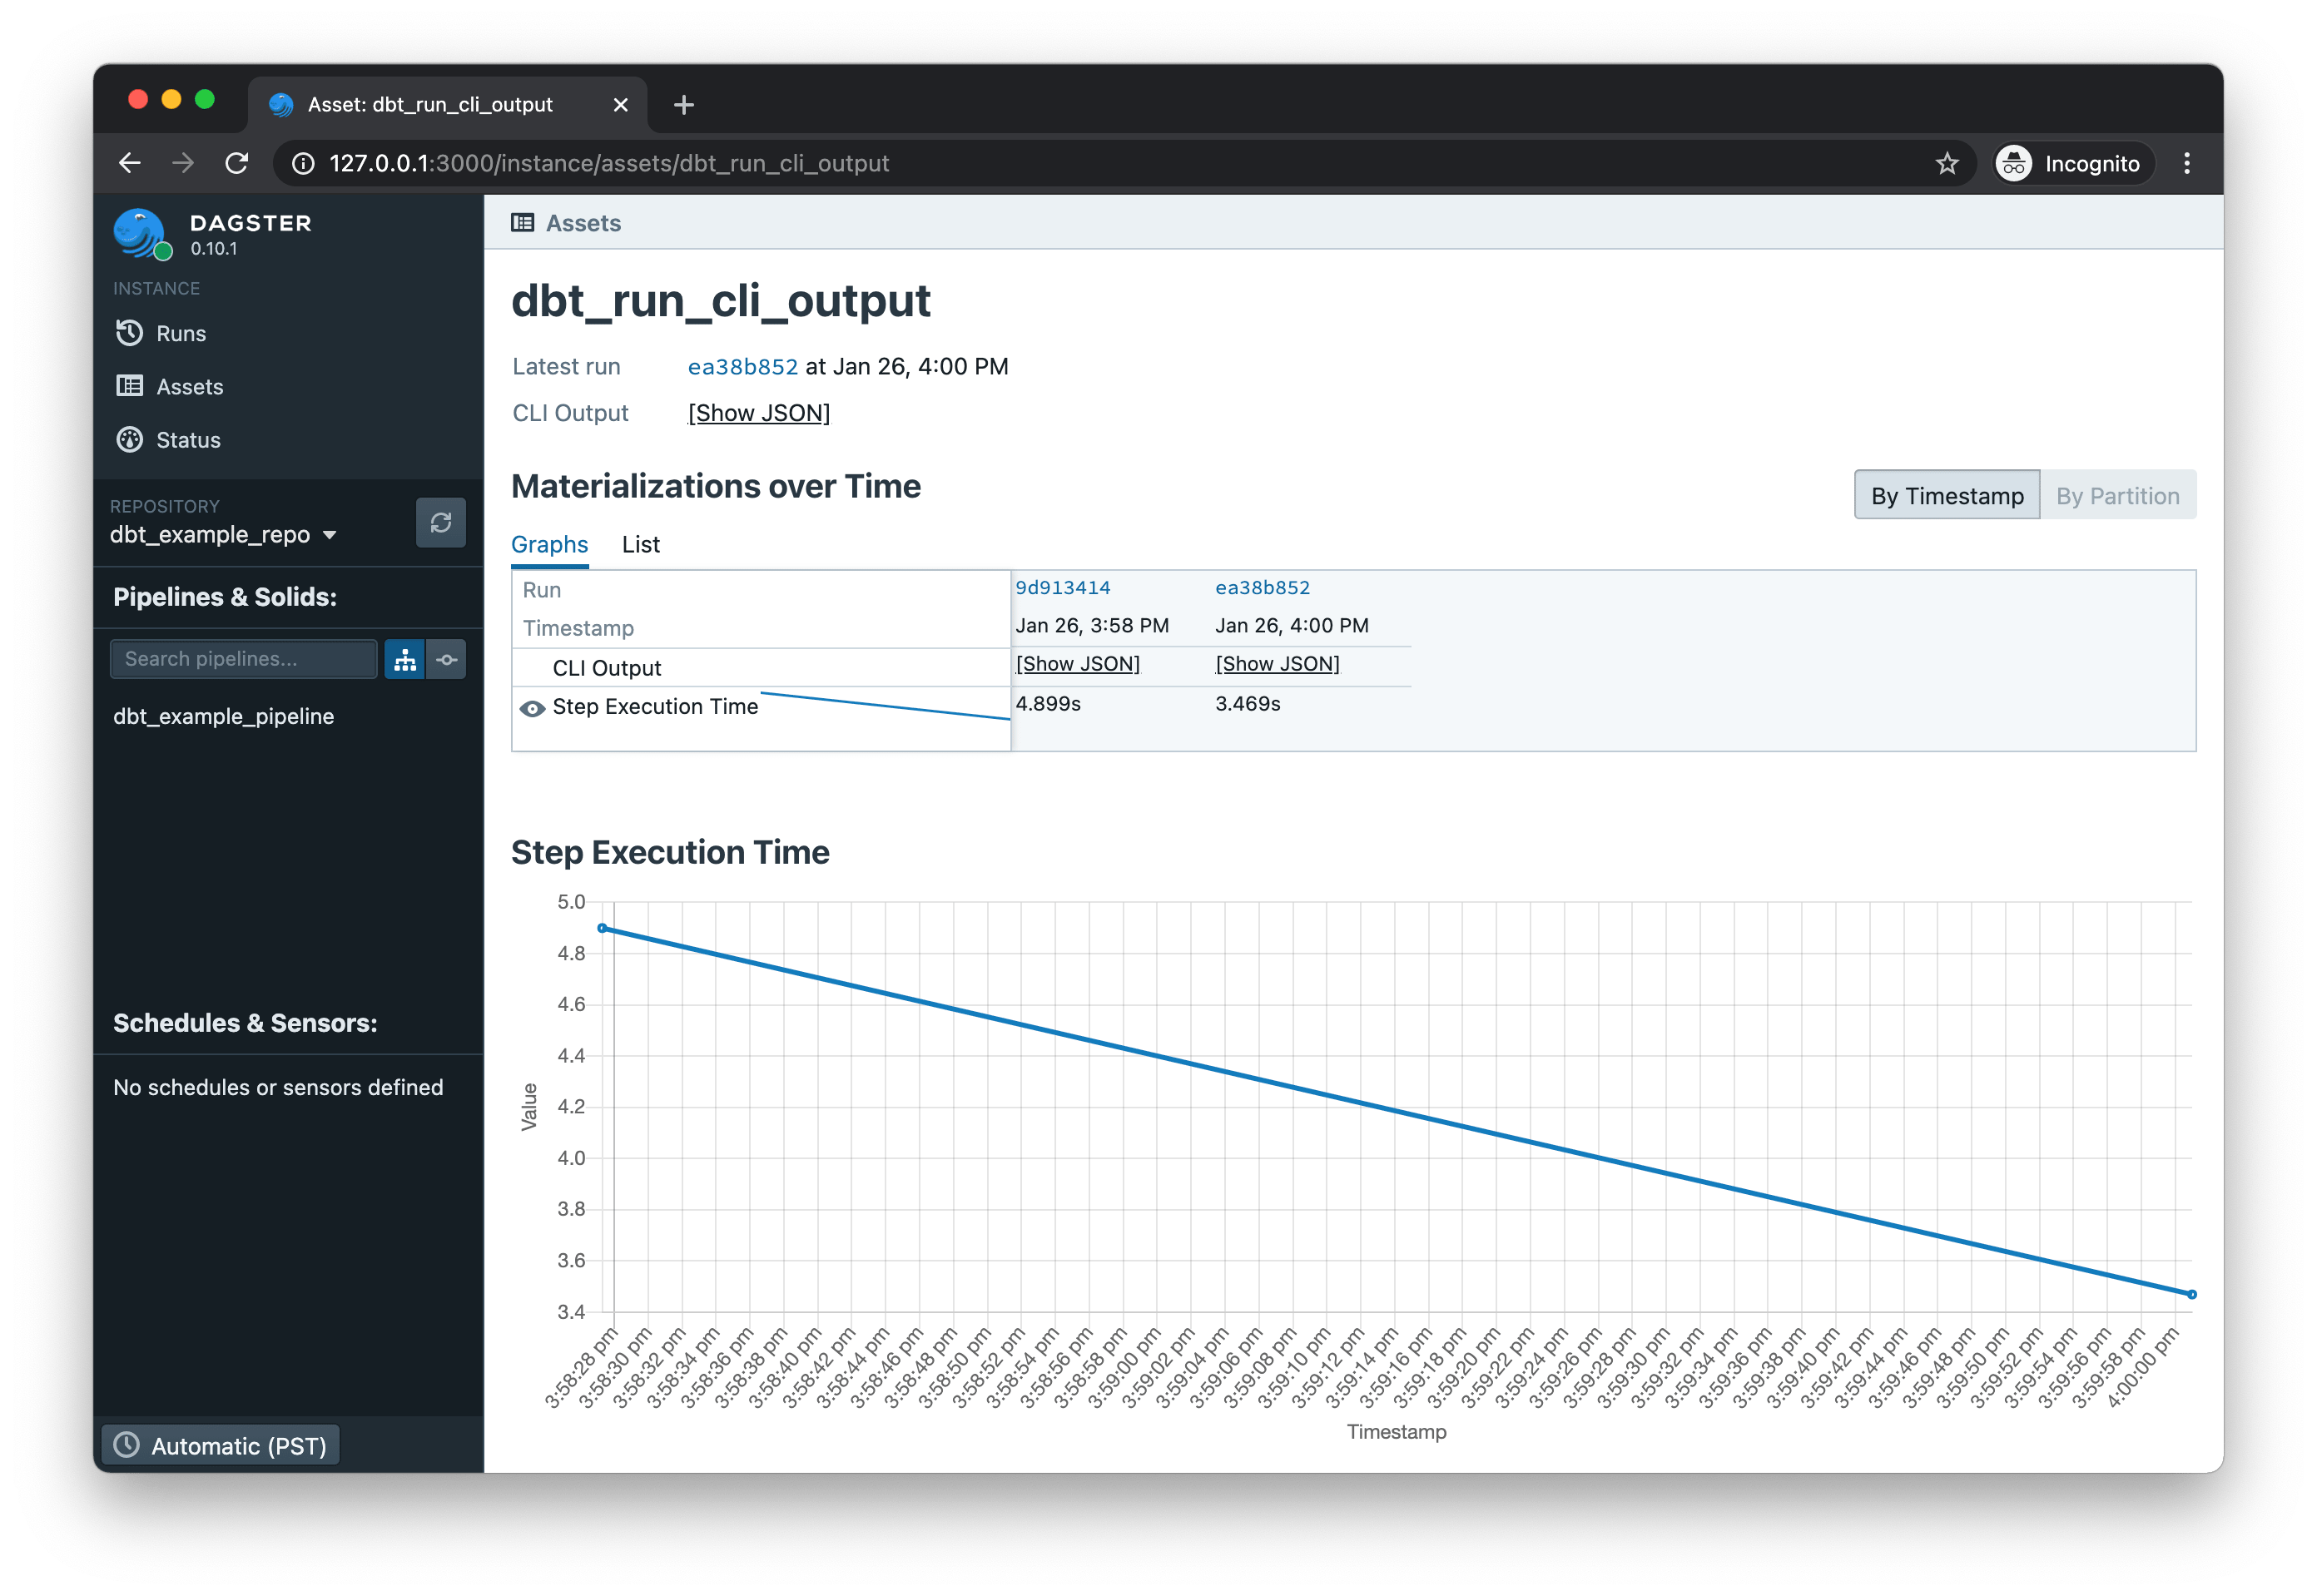 Asset: dbt_run_cli_output
127.0.0.1:3000/instance/assets/dbt_run_cli_output
Incognito
DAGSTER
0.10.1
INSTANCE
Runs
Assets
Status
REPOSITORY
dbt_example_repo
Pipelines & Solids:
Search pipelines...
dbt_example_pipeline
Schedules & Sensors:
No schedules or sensors defined
Automatic (PST)
Assets
dbt_run_cli_output
Latest run ea38b852 at Jan 26, 4:00 PM
CLI Output [Show JSON]
Materializations over Time
By Timestamp By Partition
Graphs List
Run 9d913414 ea38b852
Timestamp Jan 26, 3:58 PM Jan 26, 4:00 PM
CLI Output [Show JSON] [Show JSON]
Step Execution Time 4.899s 3.469s
Step Execution Time
5.0
4.8
4.6
4.4
4.2
4.0
3.8
3.6
3.4
Value
3:58:28 pm
3:58:30 pm
3:58:32 pm
3:58:34 pm
3:58:36 pm
3:58:38 pm
3:58:40 pm
3:58:42 pm
3:58:44 pm
3:58:46 pm
3:58:48 pm
3:58:50 pm
3:58:52 pm
3:58:54 pm
3:58:56 pm
3:58:58 pm
3:59:00 pm
3:59:02 pm
3:59:04 pm
3:59:06 pm
3:59:08 pm
3:59:10 pm
3:59:12 pm
3:59:14 pm
3:59:16 pm
3:59:18 pm
3:59:20 pm
3:59:22 pm
3:59:24 pm
3:59:26 pm
3:59:28 pm
3:59:30 pm
3:59:32 pm
3:59:34 pm
3:59:36 pm
3:59:38 pm
3:59:40 pm
3:59:42 pm
3:59:44 pm
3:59:46 pm
3:59:48 pm
3:59:50 pm
3:59:52 pm
3:59:54 pm
3:59:56 pm
3:59:58 pm
4:00:00 pm
Timestamp